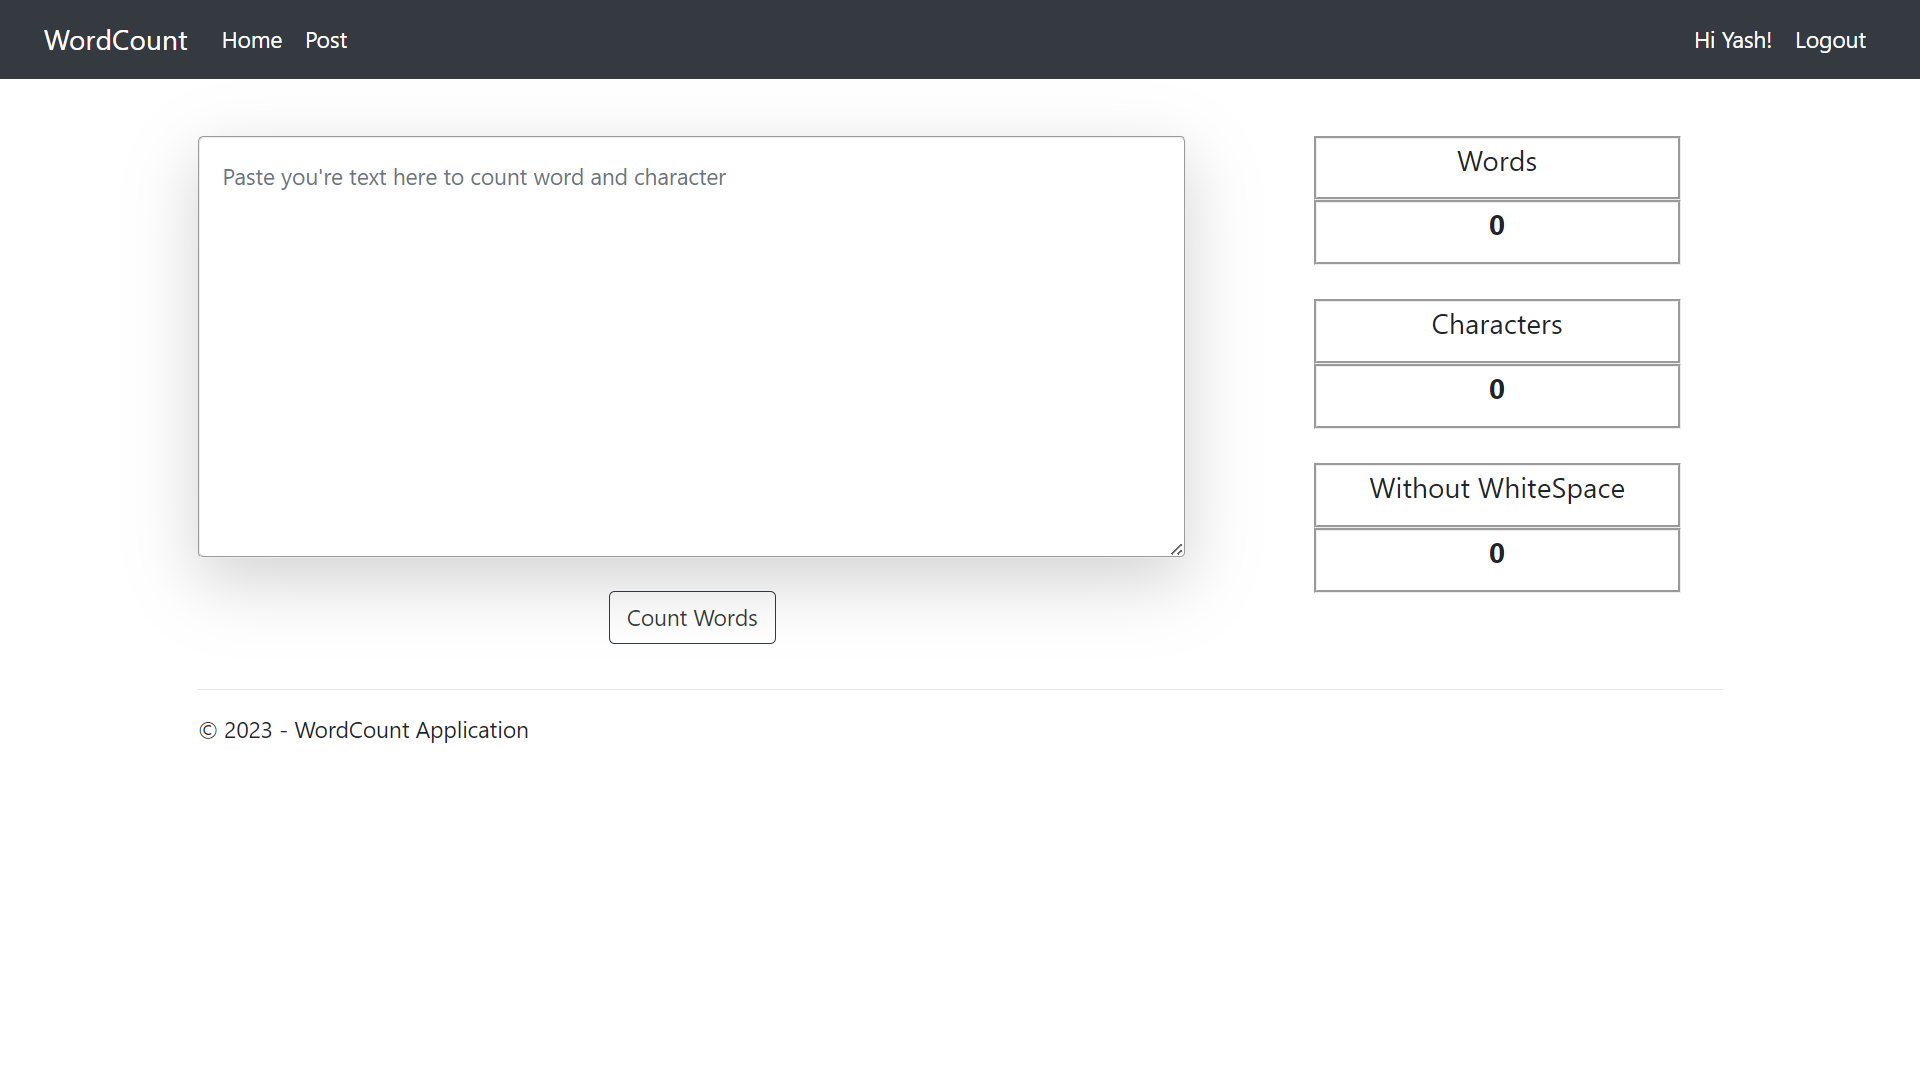 WordCount Home Post Hi Yash! Logout
Paste you're text here to count word and character
Words
0
Characters
0
Without WhiteSpace
0
Count Words
© 2023 - WordCount Application